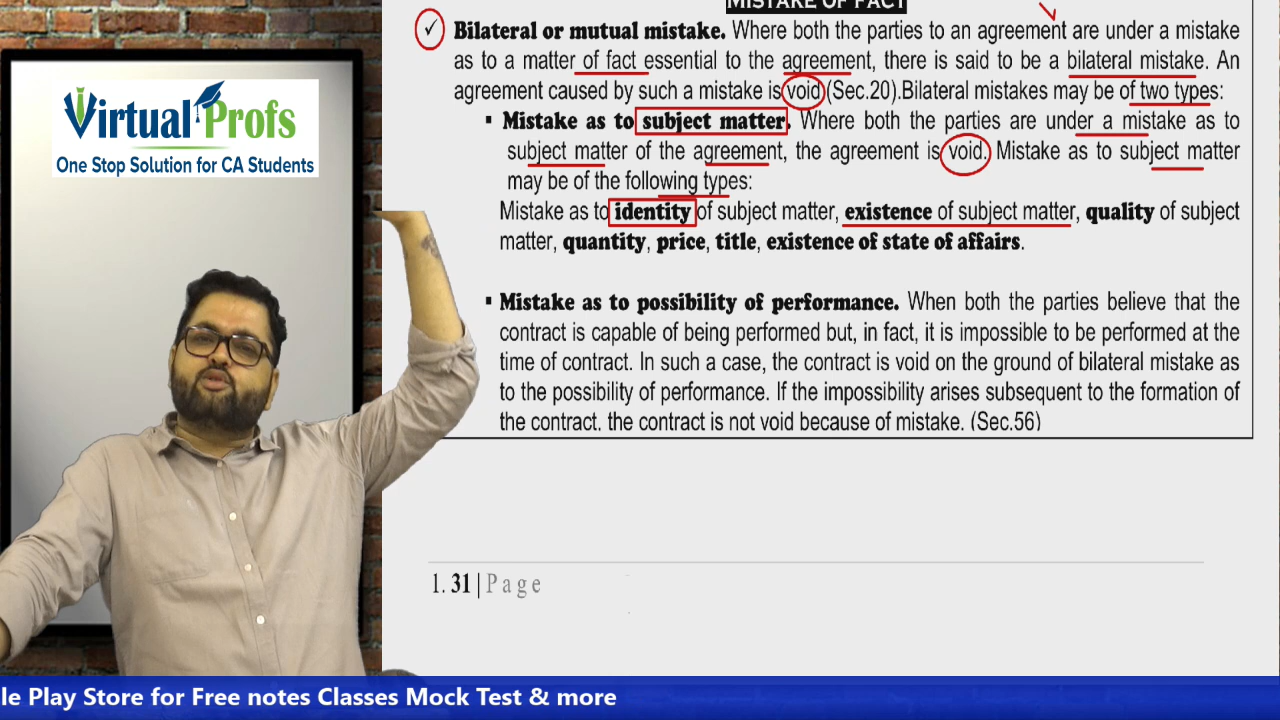 Virtual Profs
One Stop Solution for CA Students
MISTAKE OF FACT
✓ Bilateral or mutual mistake. Where both the parties to an agreement are under a mistake
as to a matter of fact essential to the agreement, there is said to be a bilateral mistake. An
agreement caused by such a mistake is void (Sec.20).Bilateral mistakes may be of two types:
▪ Mistake as to subject matter. Where both the parties are under a mistake as to
subject matter of the agreement, the agreement is void. Mistake as to subject matter
may be of the following types:
Mistake as to identity of subject matter, existence of subject matter, quality of subject
matter, quantity, price, title, existence of state of affairs.
▪ Mistake as to possibility of performance. When both the parties believe that the
contract is capable of being performed but, in fact, it is impossible to be performed at the
time of contract. In such a case, the contract is void on the ground of bilateral mistake as
to the possibility of performance. If the impossibility arises subsequent to the formation of
the contract, the contract is not void because of mistake. (Sec.56)
1. 31 | Page
le Play Store for Free notes Classes Mock Test & more